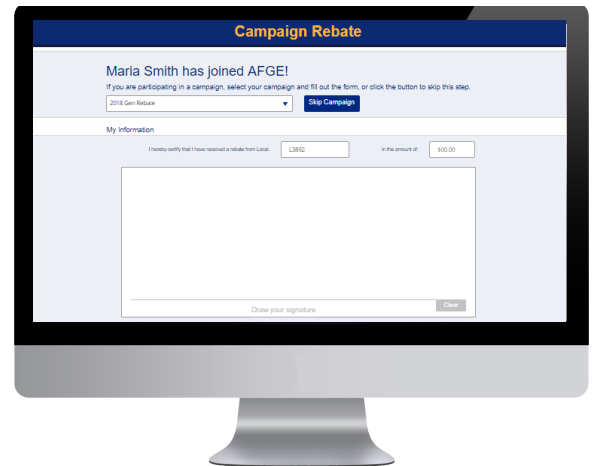 Campaign Rebate
Maria Smith has joined AFGE!
If you are participating in a campaign, select your campaign and fill out the form, or click the button to skip this step.
2018 Gen Rebate Skip Campaign
My Information
I hereby certify that I have received a rebate from Local: L3892 in the amount of: $00.00
Draw your signature Clear